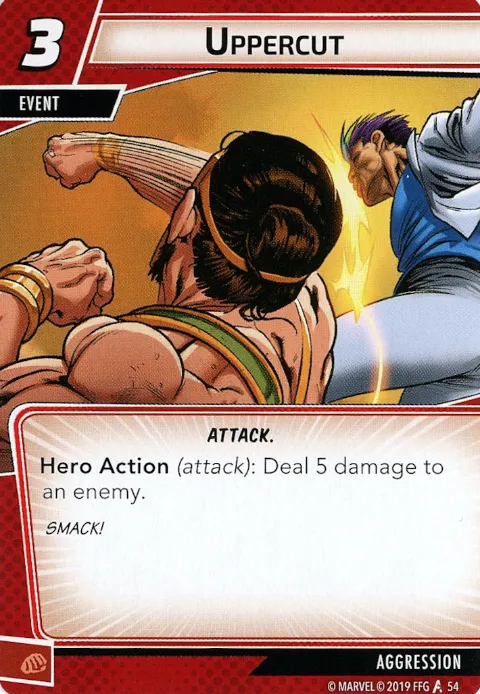 3
UPPERCUT
EVENT
ATTACK.
Hero Action (attack): Deal 5 damage to
an enemy.
SMACK!
AGGRESSION
© MARVEL © 2019 FFG 54